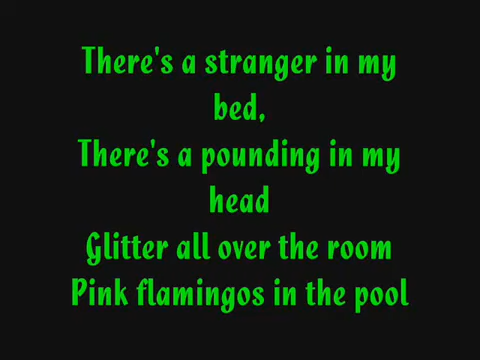 There's a stranger in my
bed,
There's a pounding in my
head
Glitter all over the room
Pink flamingos in the pool